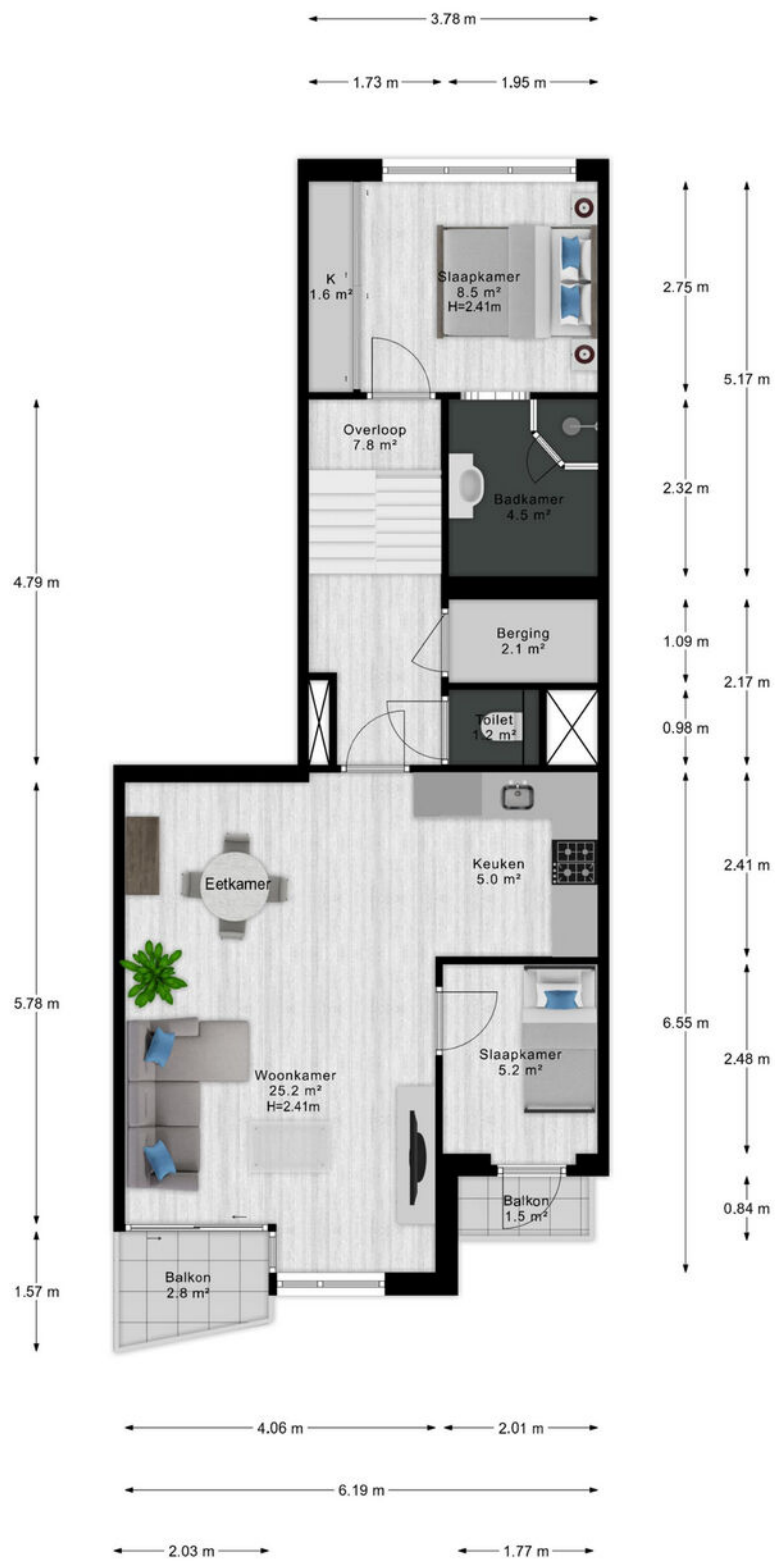 3.78 m
1.73 m
1.95 m
K
1.6 m²
Slaapkamer
8.5 m²
H=2.41m
2.75 m
5.17 m
Overloop
7.8 m²
Badkamer
4.5 m²
2.32 m
4.79 m
Berging
2.1 m²
1.09 m
2.17 m
Toilet
1.2 m²
0.98 m
Keuken
5.0 m²
2.41 m
Eetkamer
5.78 m
6.55 m
Slaapkamer
5.2 m²
2.48 m
Woonkamer
25.2 m²
H=2.41m
Balkon
1.5 m²
0.84 m
Balkon
2.8 m²
1.57 m
4.06 m
2.01 m
6.19 m
2.03 m
1.77 m